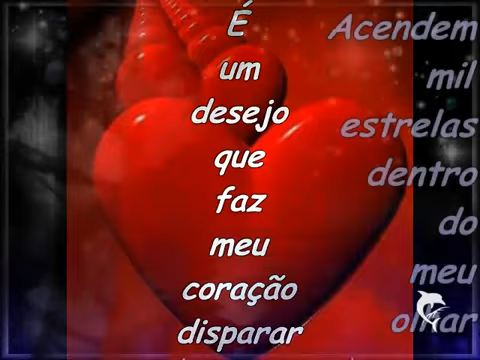 É
um
desejo
que
faz
meu
coração
disparar
Acendem
mil
estrelas
dentro
do
meu
olhar